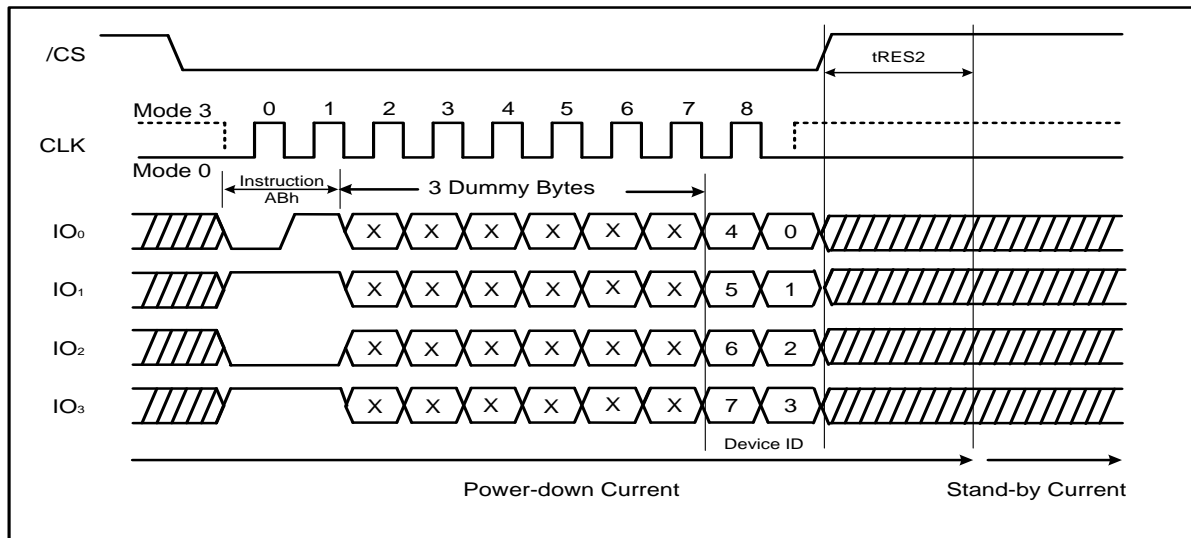 /CS
tRES2
Mode 3
0 1 2 3 4 5 6 7 8
CLK
Mode 0
Instruction
ABh
3 Dummy Bytes
IO₀ X X X X X X 4 0
IO₁ X X X X X X 5 1
IO₂ X X X X X X 6 2
IO₃ X X X X X X 7 3
Device ID
Power-down Current
Stand-by Current